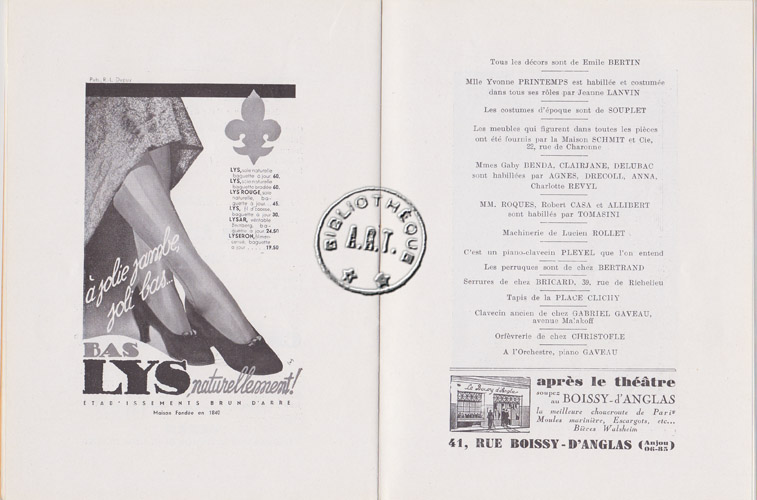 à jolie jambe,
joli bas...
LYS, soie naturelle
baguette à jour 60.
LYS, soie naturelle
baguette brodée 60.
LYS ROUGE, soie
naturelle, ba-
guette à jour . 45.
LYS, fil d'écosse,
baguette à jour 30.
LYSAR, véritable
Bemberg, ba-
guette à jour 24,50
LYSERON,
baguette
à jour . . . . . 19,50
BAS
LYS naturellement!
ETABLISSEMENTS BRUN D'ARRE
Maison Fondée en 1840
BIBLIOTHÈQUE
A.R.T.
Tous les décors sont de Emile BERTIN
Mlle Yvonne PRINTEMPS est habillée et costumée
dans tous ses rôles par Jeanne LANVIN
Les costumes d'époque sont de SOUPLET
Les meubles qui figurent dans toutes les pièces
ont été fournis par la Maison SCHMIT et Cie,
22, rue de Charonne
Mmes Gaby BENDA, CLAIRJANE, DELUBAC
sont habillées par AGNES, DRECOLL, ANNA,
Charlotte REVYL
MM. ROQUES, Robert CASA et ALLIBERT
sont habillés par TOMASINI
Machinerie de Lucien ROLLET
C'est un piano-clavecin PLEYEL que l'on entend
Les perruques sont de chez BERTRAND
Serrures de chez BRICARD, 39, rue de Richelieu
Tapis de la PLACE CLICHY
Clavecin ancien de chez GABRIEL GAVEAU,
avenue Malakoff
Orfèvrerie de chez CHRISTOFLE
A l'Orchestre, piano GAVEAU
Le Boissy d'Anglas
après le théâtre
soupez
au BOISSY-d'ANGLAS
la meilleure choucroute de Paris
Moules marinière, Escargots, etc...
Bières Walsheim
41, RUE BOISSY-D'ANGLAS (Anjou 06-85)